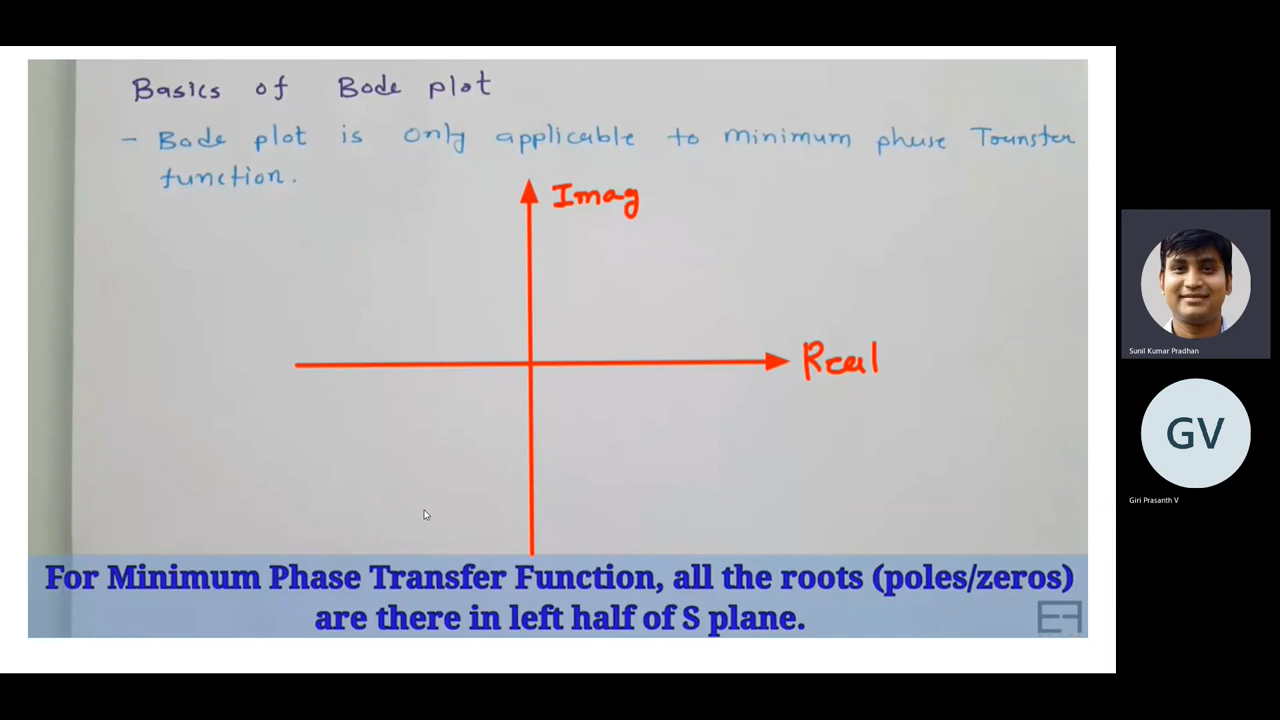 Basics of Bode plot
- Bode plot is only applicable to minimum phase Transfer
function.
Imag
Real
For Minimum Phase Transfer Function, all the roots (poles/zeros)
are there in left half of S plane.
EF
Sunil Kumar Pradhan
GV
Giri Prasanth V